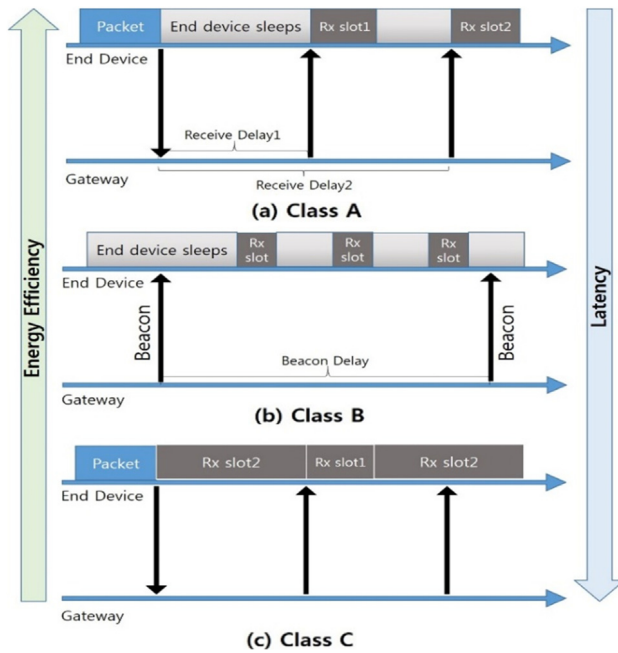 Packet
End device sleeps
Rx slot1
Rx slot2
End Device
Receive Delay1
Gateway
Receive Delay2
(a) Class A
End device sleeps
Rx
slot
Rx
slot
Rx
slot
End Device
Beacon
Beacon
Beacon Delay
Gateway
(b) Class B
Packet
Rx slot2
Rx slot1
Rx slot2
End Device
Gateway
(c) Class C
Energy Efficiency
Latency